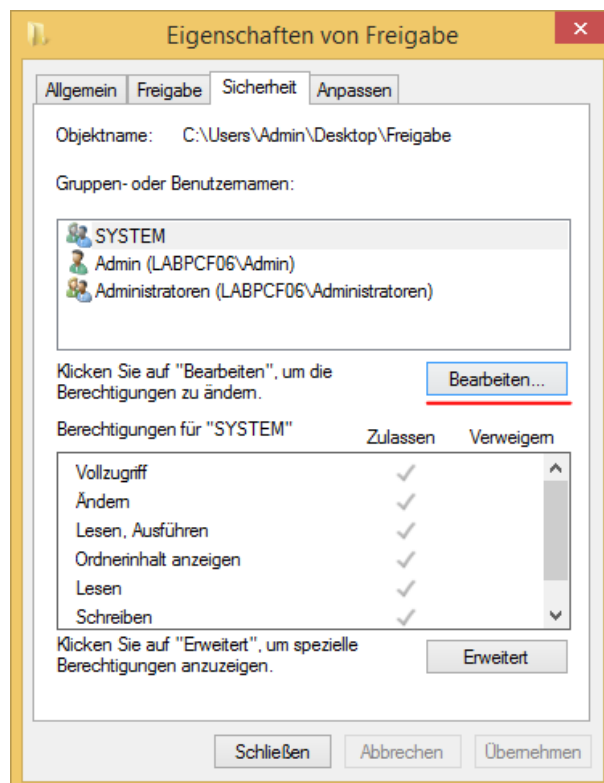 Eigenschaften von Freigabe
Allgemein Freigabe Sicherheit Anpassen
Objektname: C:\Users\Admin\Desktop\Freigabe
Gruppen- oder Benutzernamen:
SYSTEM
Admin (LABPCF06\Admin)
Administratoren (LABPCF06\Administratoren)
Klicken Sie auf "Bearbeiten", um die
Berechtigungen zu ändern.
Bearbeiten...
Berechtigungen für "SYSTEM" Zulassen Verweigern
Vollzugriff
Ändern
Lesen, Ausführen
Ordnerinhalt anzeigen
Lesen
Schreiben
Klicken Sie auf "Erweitert", um spezielle
Berechtigungen anzuzeigen.
Erweitert
Schließen Abbrechen Übernehmen